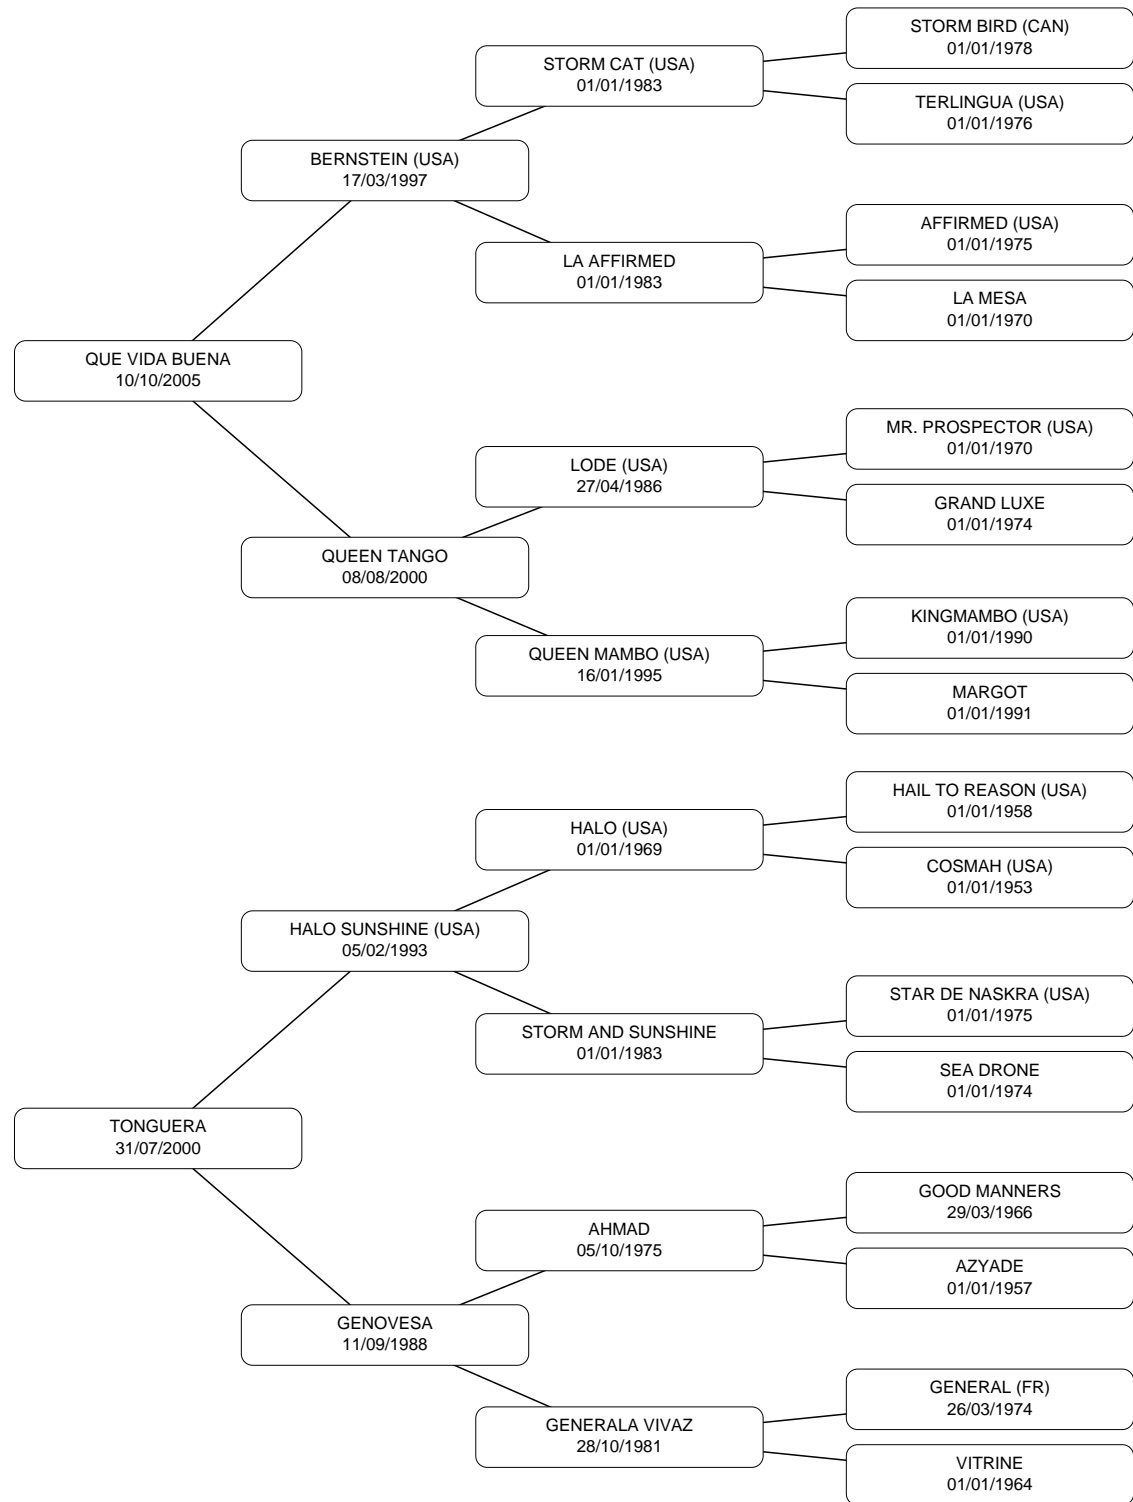 STORM BIRD (CAN)
01/01/1978
STORM CAT (USA)
01/01/1983
TERLINGUA (USA)
01/01/1976
BERNSTEIN (USA)
17/03/1997
AFFIRMED (USA)
01/01/1975
LA AFFIRMED
01/01/1983
LA MESA
01/01/1970
QUE VIDA BUENA
10/10/2005
MR. PROSPECTOR (USA)
01/01/1970
LODE (USA)
27/04/1986
GRAND LUXE
01/01/1974
QUEEN TANGO
08/08/2000
KINGMAMBO (USA)
01/01/1990
QUEEN MAMBO (USA)
16/01/1995
MARGOT
01/01/1991
HAIL TO REASON (USA)
01/01/1958
HALO (USA)
01/01/1969
COSMAH (USA)
01/01/1953
HALO SUNSHINE (USA)
05/02/1993
STAR DE NASKRA (USA)
01/01/1975
STORM AND SUNSHINE
01/01/1983
SEA DRONE
01/01/1974
TONGUERA
31/07/2000
GOOD MANNERS
29/03/1966
AHMAD
05/10/1975
AZYADE
01/01/1957
GENOVESA
11/09/1988
GENERAL (FR)
26/03/1974
GENERALA VIVAZ
28/10/1981
VITRINE
01/01/1964